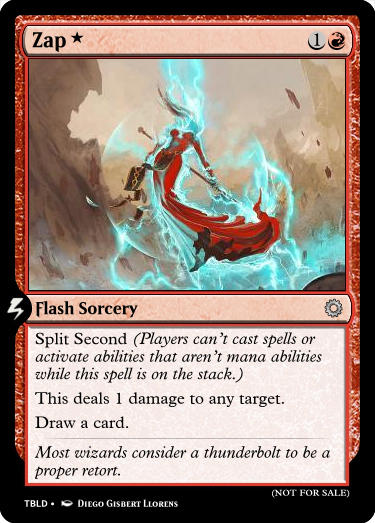 Zap ★ 1
Flash Sorcery
Split Second (Players can't cast spells or
activate abilities that aren't mana abilities
while this spell is on the stack.)
This deals 1 damage to any target.
Draw a card.
Most wizards consider a thunderbolt to be a
proper retort.
(NOT FOR SALE)
TBLD • Diego Gisbert Llorens